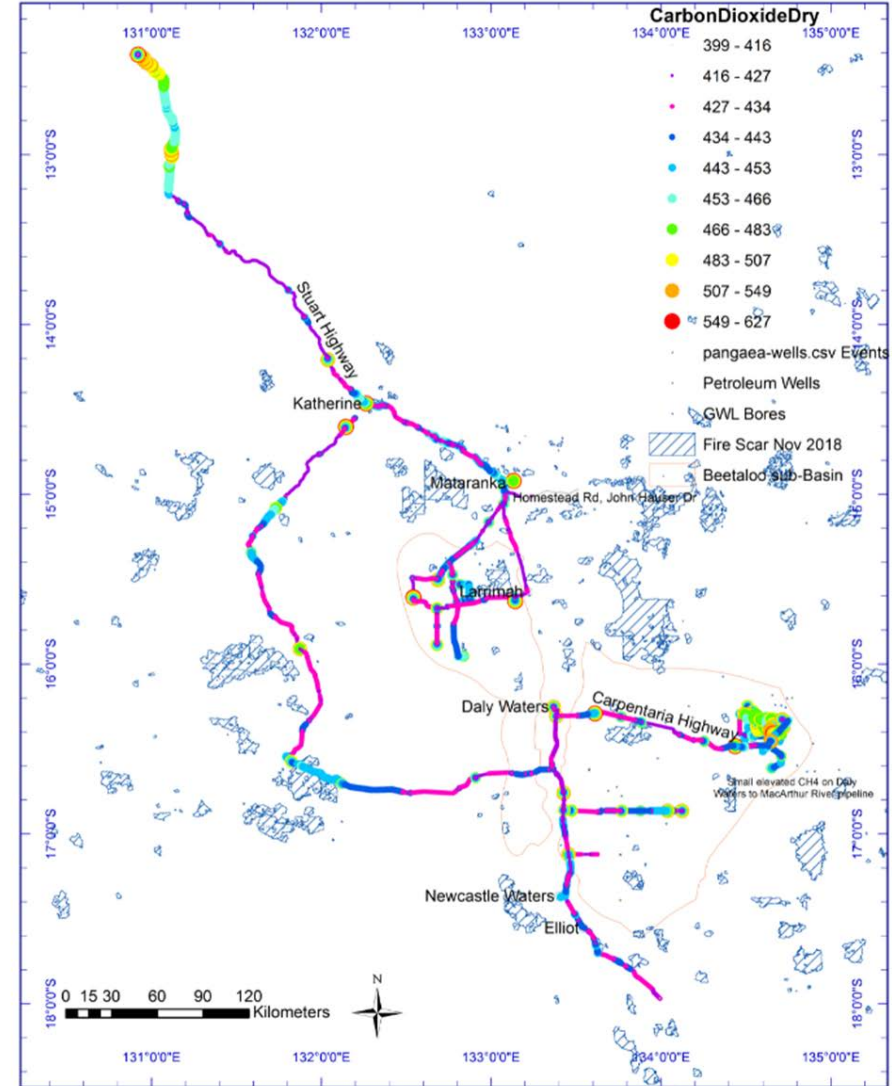 CarbonDioxideDry
131°0'0"E 132°0'0"E 133°0'0"E 134°0'0"E 135°0'0"E
399 - 416
416 - 427
427 - 434
434 - 443
443 - 453
453 - 466
466 - 483
483 - 507
507 - 549
549 - 627
pangaea-wells.csv Events
Petroleum Wells
GWL Bores
Fire Scar Nov 2018
Beetaloo sub-Basin
13°0'0"S
13°0'0"S
14°0'0"S
14°0'0"S
15°0'0"S
15°0'0"S
16°0'0"S
16°0'0"S
17°0'0"S
17°0'0"S
18°0'0"S
18°0'0"S
Stuart Highway
Katherine
Mataranka
Homestead Rd, John Hauser Dr
Larrimah
Daly Waters
Carpentaria Highway
Small elevated CH4 on Daly
Waters to MacArthur River pipeline
Newcastle Waters
Elliot
N
0 15 30 60 90 120
Kilometers
131°0'0"E 132°0'0"E 133°0'0"E 134°0'0"E 135°0'0"E